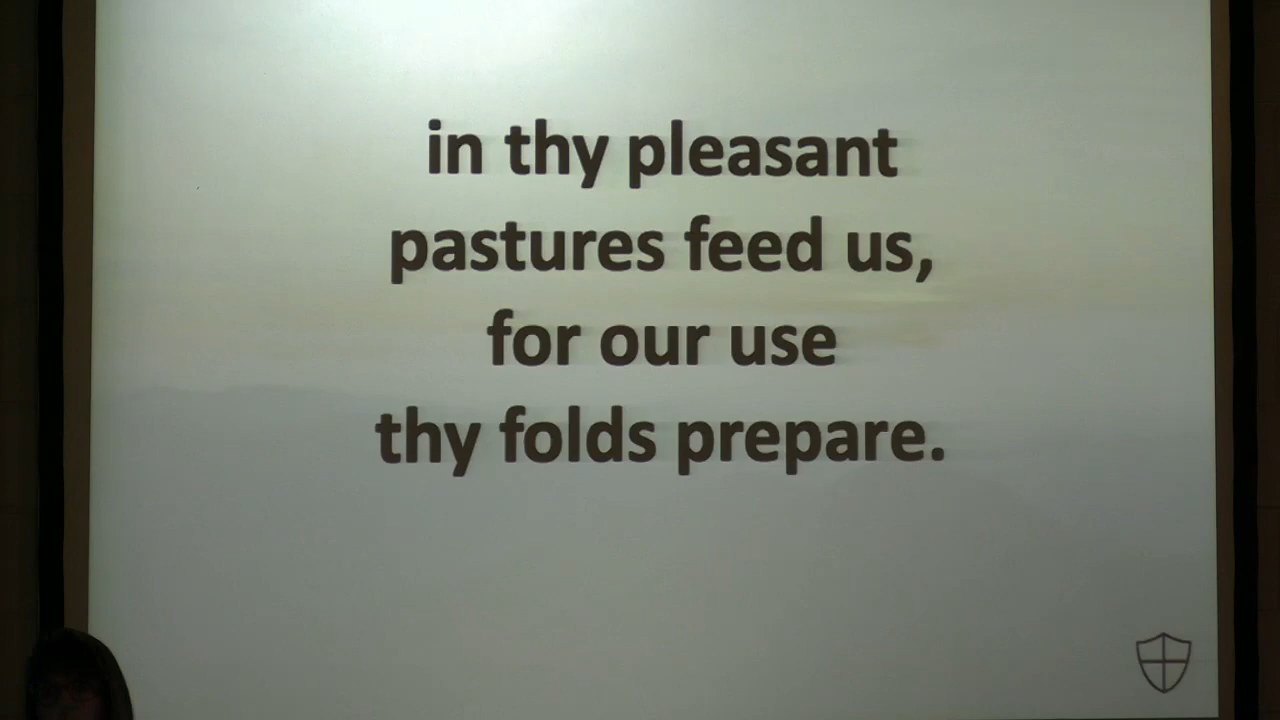 in thy pleasant
pastures feed us,
for our use
thy folds prepare.